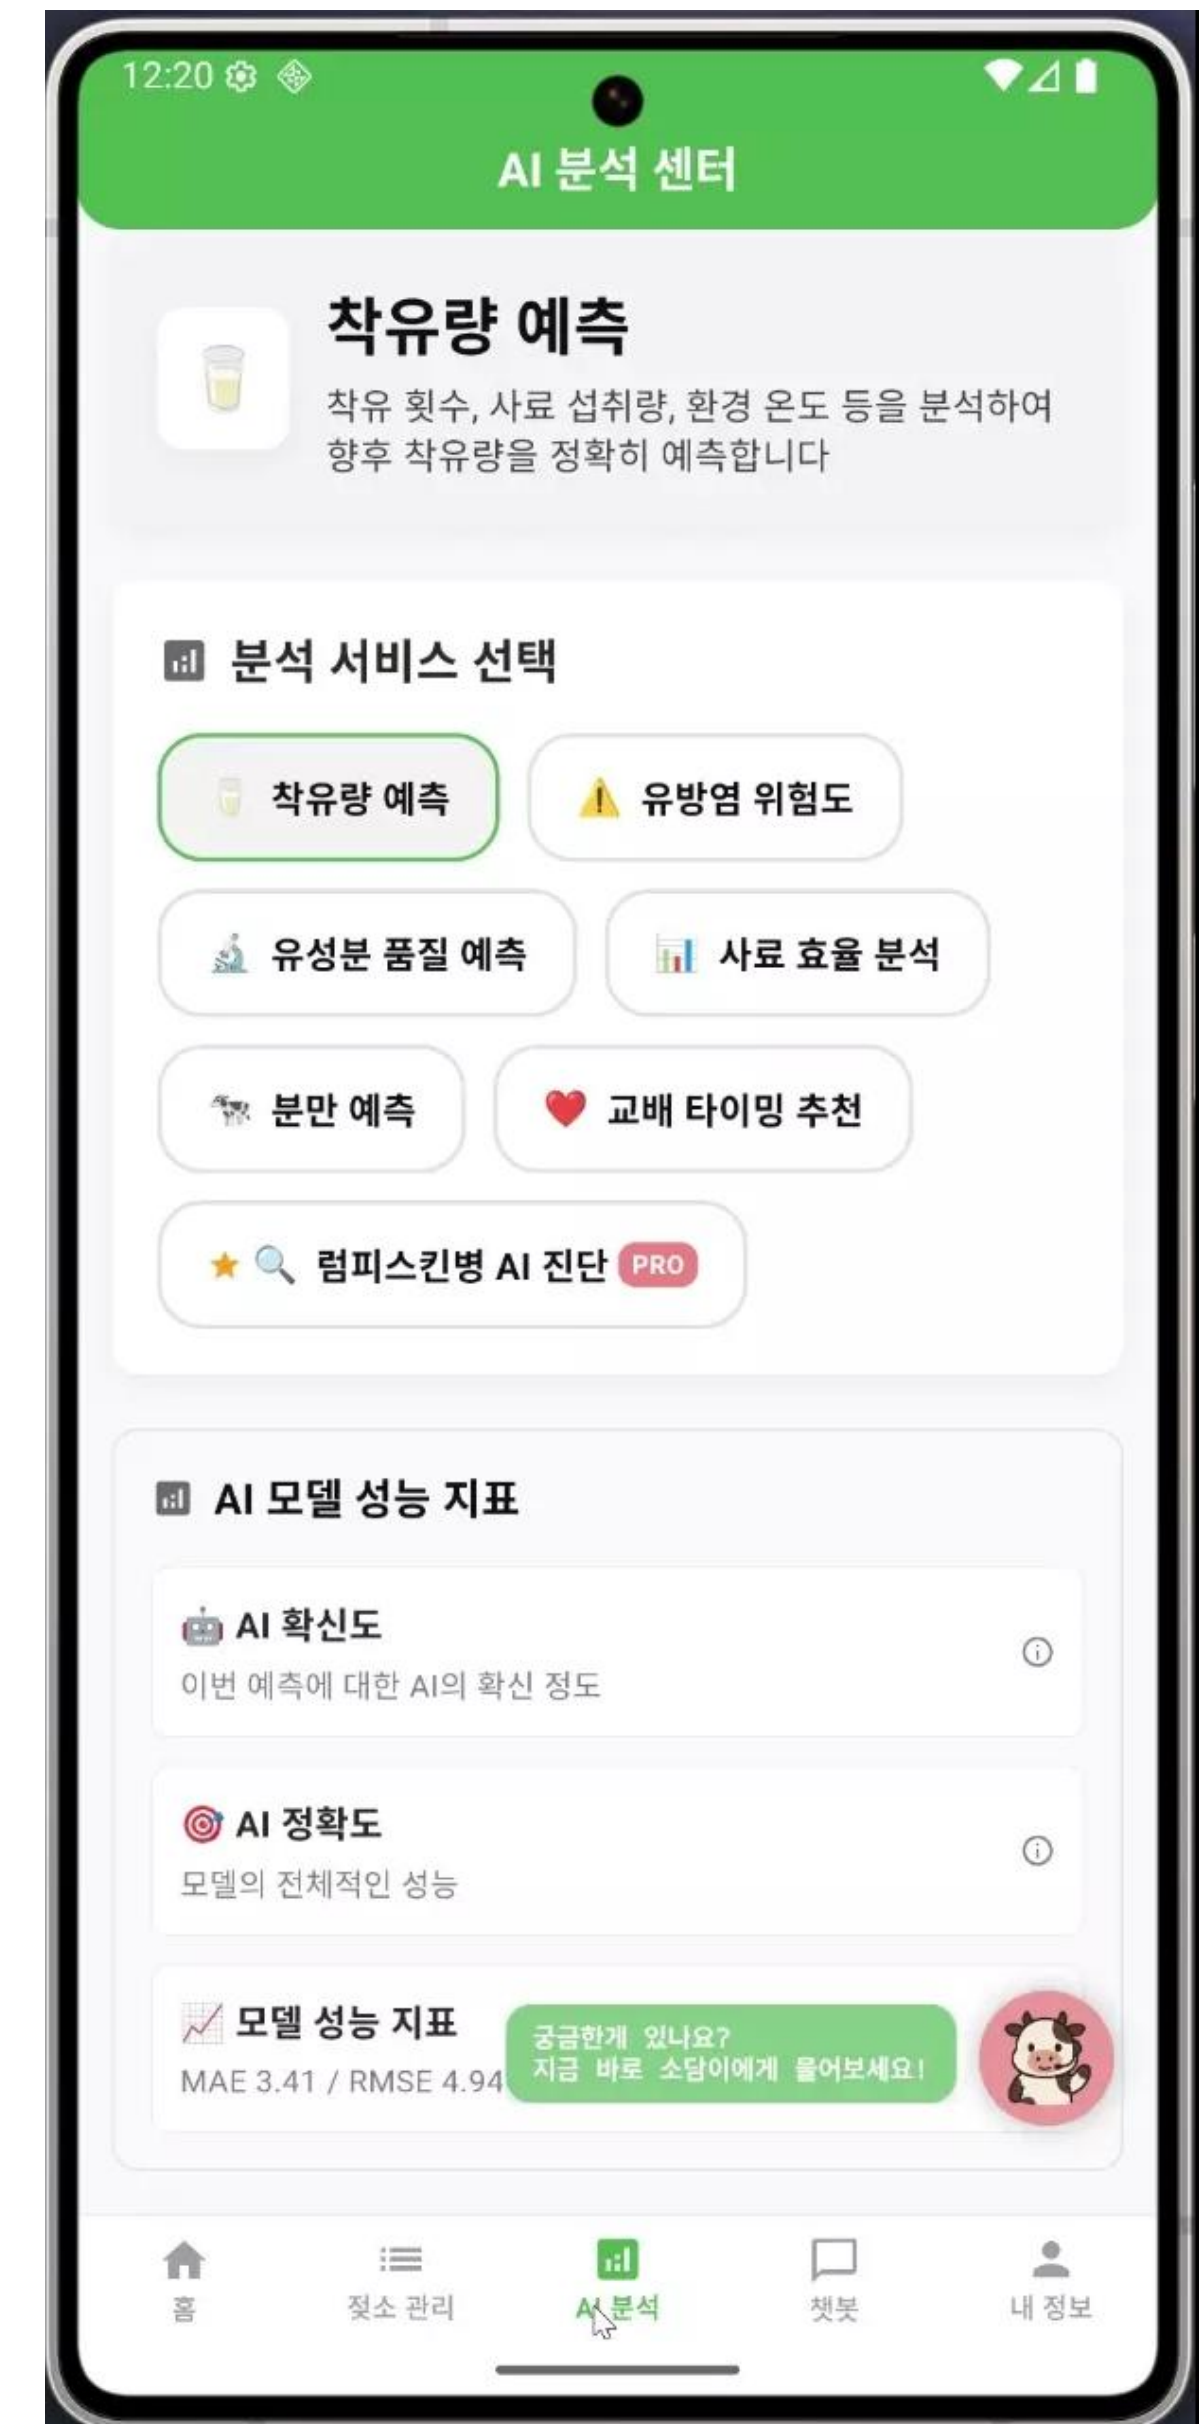 12:20
AI 분석 센터
착유량 예측
착유 횟수, 사료 섭취량, 환경 온도 등을 분석하여
향후 착유량을 정확히 예측합니다
분석 서비스 선택
착유량 예측
유방염 위험도
유성분 품질 예측
사료 효율 분석
분만 예측
교배 타이밍 추천
럼피스킨병 AI 진단 PRO
AI 모델 성능 지표
AI 확신도
이번 예측에 대한 AI의 확신 정도
AI 정확도
모델의 전체적인 성능
모델 성능 지표
MAE 3.41 / RMSE 4.94
궁금한게 있나요?
지금 바로 소담이에게 물어보세요!
홈
젖소 관리
AI 분석
챗봇
내 정보